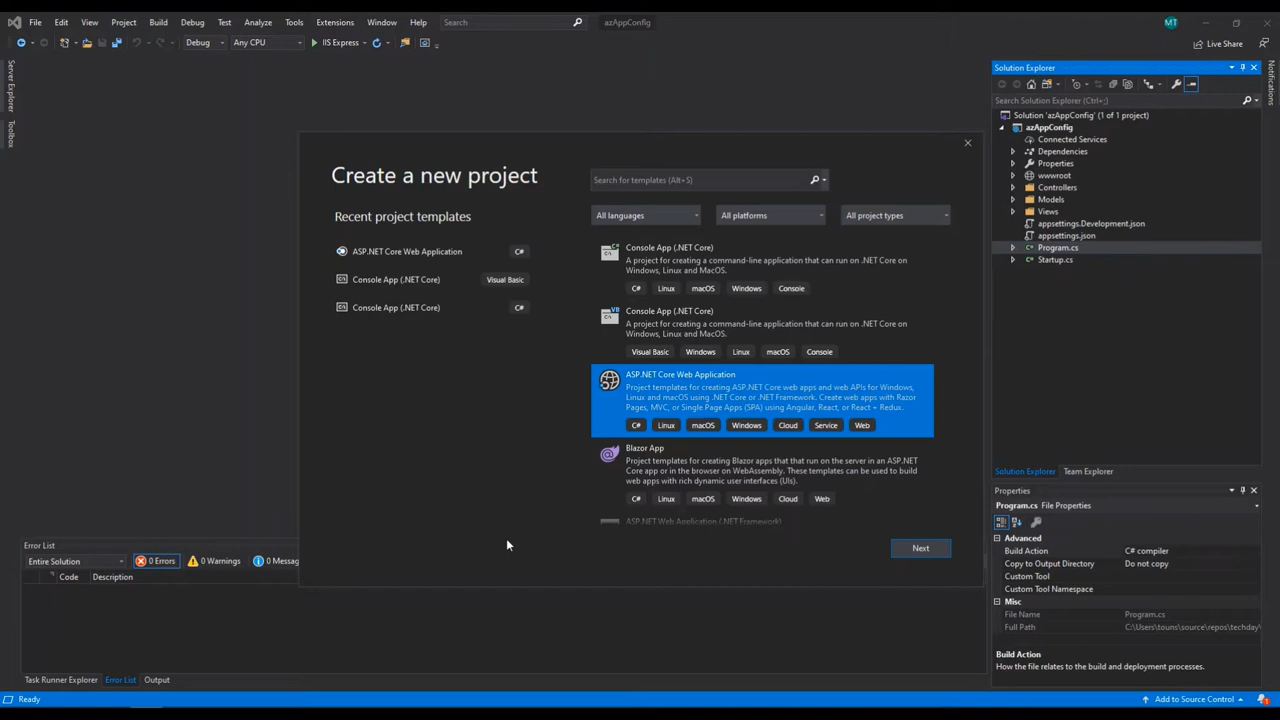 File Edit View Project Build Debug Test Analyze Tools Extensions Window Help Search azAppConfig MT
Debug Any CPU IIS Express Live Share
Server Explorer
Toolbox
Notifications
Create a new project
Recent project templates
ASP.NET Core Web Application C#
Console App (.NET Core) Visual Basic
Console App (.NET Core) C#
Search for templates (Alt+S)
All languages All platforms All project types
Console App (.NET Core)
A project for creating a command-line application that can run on .NET Core on
Windows, Linux and MacOS.
C# Linux macOS Windows Console
Console App (.NET Core)
A project for creating a command-line application that can run on .NET Core on
Windows, Linux and MacOS.
Visual Basic Windows Linux macOS Console
ASP.NET Core Web Application
Project templates for creating ASP.NET Core web apps and web APIs for Windows,
Linux and macOS using .NET Core or .NET Framework. Create web apps with Razor
Pages, MVC, or Single Page Apps (SPA) using Angular, React, or React + Redux.
C# Linux macOS Windows Cloud Service Web
Blazor App
Project templates for creating Blazor apps that that run on the server in an ASP.NET
Core app or in the browser on WebAssembly. These templates can be used to build
web apps with rich dynamic user interfaces (UIs).
C# Linux macOS Windows Cloud Web
ASP.NET Web Application (.NET Framework)
Next
Solution Explorer
Search Solution Explorer (Ctrl+;)
Solution 'azAppConfig' (1 of 1 project)
azAppConfig
Connected Services
Dependencies
Properties
wwwroot
Controllers
Models
Views
appsettings.Development.json
appsettings.json
C# Program.cs
C# Startup.cs
Solution Explorer Team Explorer
Properties
Program.cs File Properties
Advanced
Build Action C# compiler
Copy to Output Directory Do not copy
Custom Tool
Custom Tool Namespace
Misc
File Name Program.cs
Full Path C:\Users\touns\source\repos\techday\
Build Action
How the file relates to the build and deployment processes.
Error List
Entire Solution 0 Errors 0 Warnings 0 Messag
Code Description
Task Runner Explorer Error List Output
Ready Add to Source Control